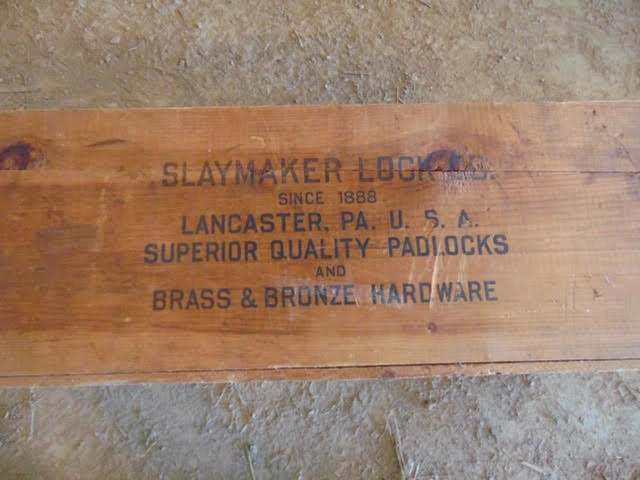 SLAYMAKER LOCK CO.
SINCE 1888
LANCASTER, PA. U. S. A.
SUPERIOR QUALITY PADLOCKS
AND
BRASS & BRONZE HARDWARE